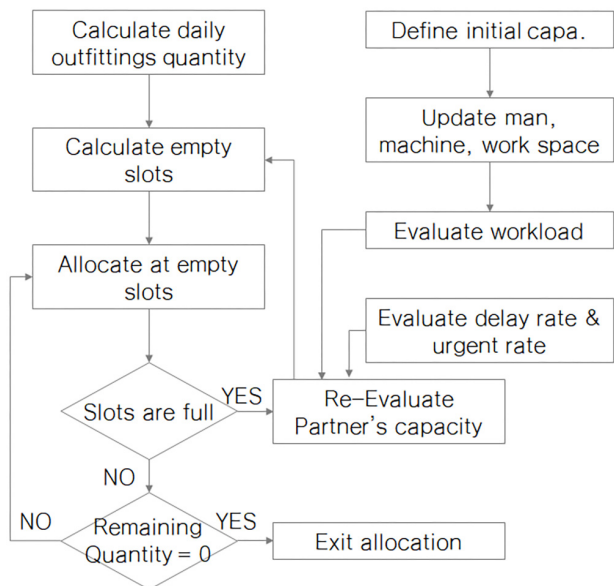 Calculate daily
outfittings quantity
Define initial capa.
Update man,
machine, work space
Calculate empty
slots
Evaluate workload
Allocate at empty
slots
Evaluate delay rate &
urgent rate
Slots are full
YES
Re-Evaluate
Partner's capacity
NO
NO
Remaining
Quantity = 0
YES
Exit allocation